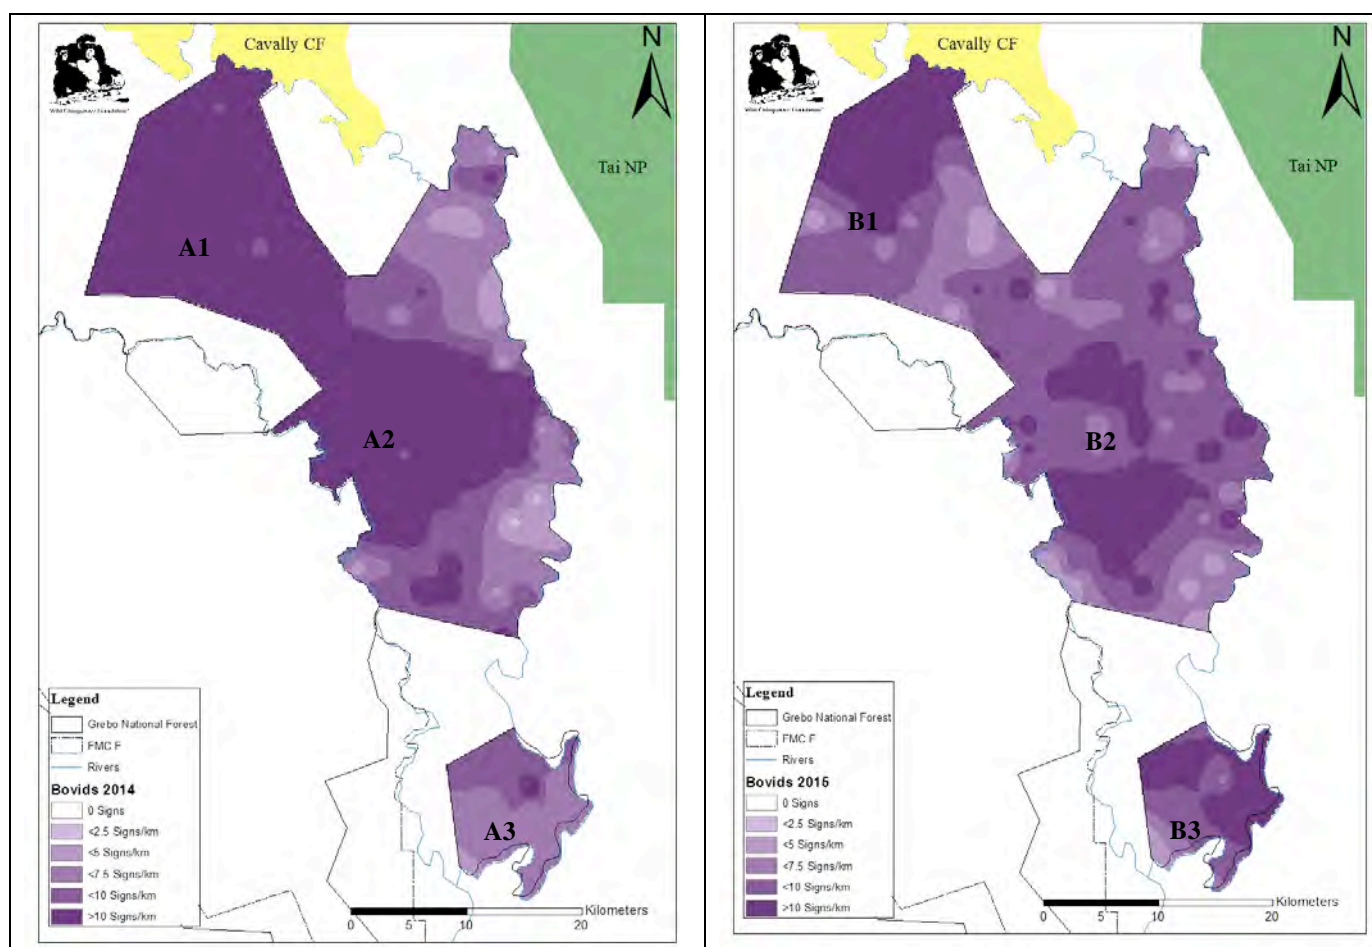 Cavally CF
N
Tai NP
A1
A2
A3
Legend
Grebo National Forest
FMC F
Rivers
Bovids 2014
0 Signs
<2.5 Signs/km
<5 Signs/km
<7.5 Signs/km
<10 Signs/km
>10 Signs/km
Kilometers
0 5 10 20
Cavally CF
N
Tai NP
B1
B2
B3
Legend
Grebo National Forest
FMC F
Rivers
Bovids 2015
0 Signs
<2.5 Signs/km
<5 Signs/km
<7.5 Signs/km
<10 Signs/km
>10 Signs/km
Kilometers
0 5 10 20